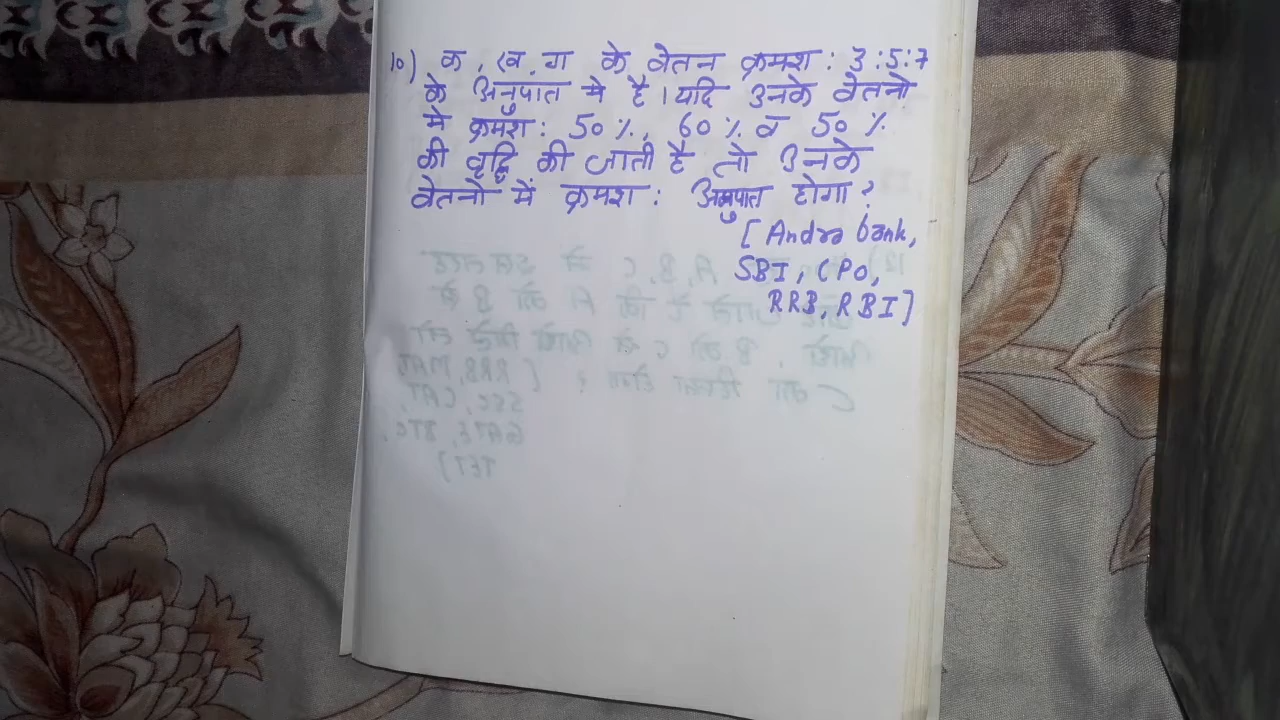 10) क, ख, ग के वेतन क्रमश: 3:5:7
के अनुपात मे है। यदि उनके वेतनो
मे क्रमश: 50%, 60% व 50%
की वृद्धि की जाती है तो उनके
वेतनो में क्रमश: अनुपात होगा?
[Andra bank,
SBI, CPO,
RRB, RBI]